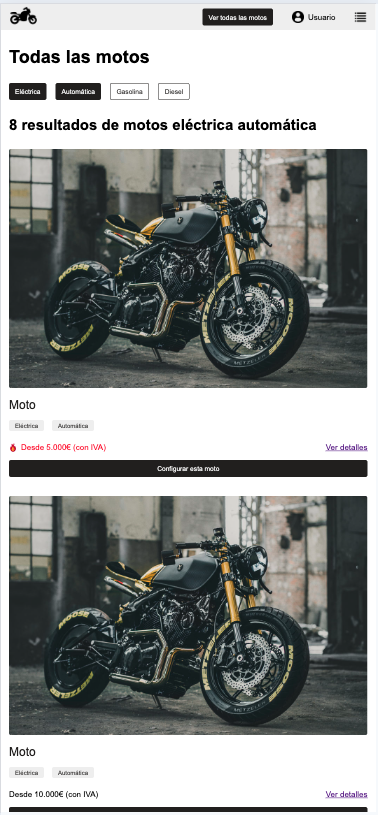 Ver todas las motos
Usuario
Todas las motos
Eléctrica
Automática
Gasolina
Diesel
8 resultados de motos eléctrica automática
METZELER
Moto
Eléctrica
Automática
Desde 5.000€ (con IVA)
Ver detalles
Configurar esta moto
METZELER
Moto
Eléctrica
Automática
Desde 10.000€ (con IVA)
Ver detalles